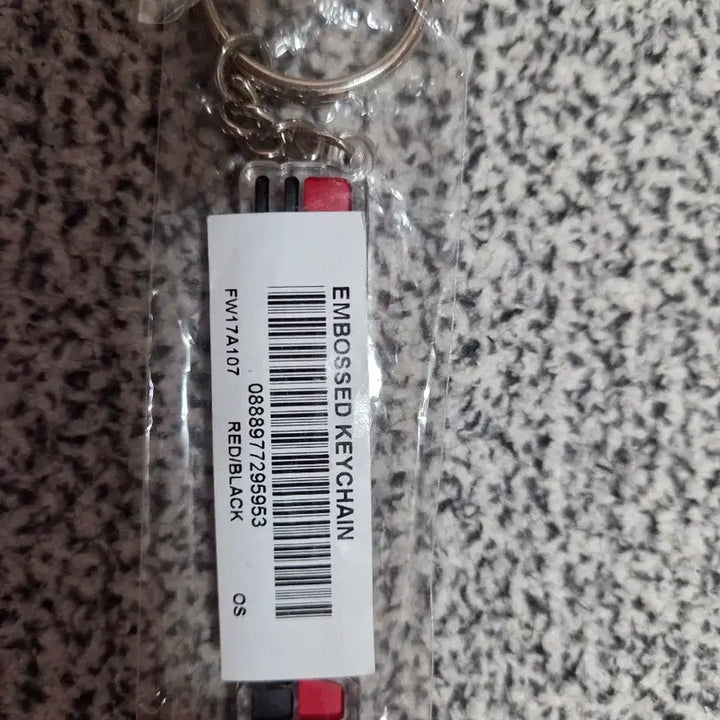 EMBOSSED KEYCHAIN
0888977295953
FW17A107 RED/BLACK OS